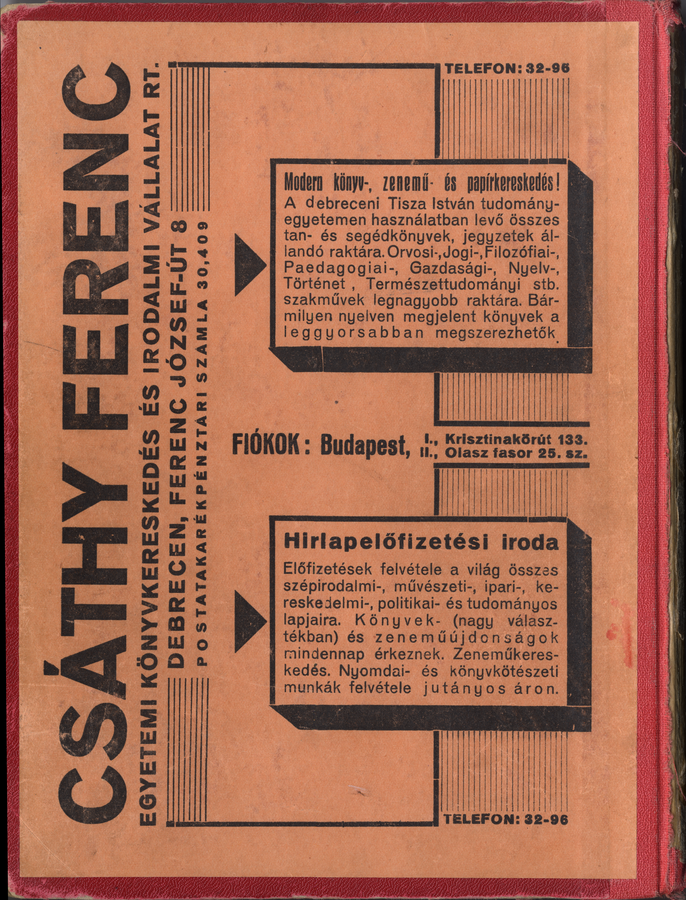 CSÁTHY FERENC
EGYETEMI KÖNYVKERESKEDÉS ÉS IRODALMI VÁLLALAT RT.
DEBRECEN, FERENC JÓZSEF-ÚT 8
POSTATAKARÉKPÉNZTÁRI SZÁMLA 30,409
TELEFON: 32-96
Modern könyv-, zenemű- és papírkereskedés!
A debreceni Tisza István tudomány-
egyetemen használatban levő összes
tan- és segédkönyvek, jegyzetek ál-
landó raktára. Orvosi-, Jogi-, Filozófiai-,
Paedagogiai-, Gazdasági-, Nyelv-,
Történet , Természettudományi stb.
szakművek legnagyobb raktára. Bár-
milyen nyelven megjelent könyvek a
leggyorsabban megszerezhetők.
FIÓKOK: Budapest, I., Krisztinakörút 133.
II., Olasz fasor 25. sz.
Hirlapelőfizetési iroda
Előfizetések felvétele a világ összes
szépirodalmi-, művészeti-, ipari-, ke-
reskedelmi-, politikai- és tudományos
lapjaira. Könyvek- (nagy válasz-
tékban) és zeneműújdonságok
mindennap érkeznek. Zeneműkeres-
kedés. Nyomdai- és könyvkötészeti
munkák felvétele jutányos áron.
TELEFON: 32-96